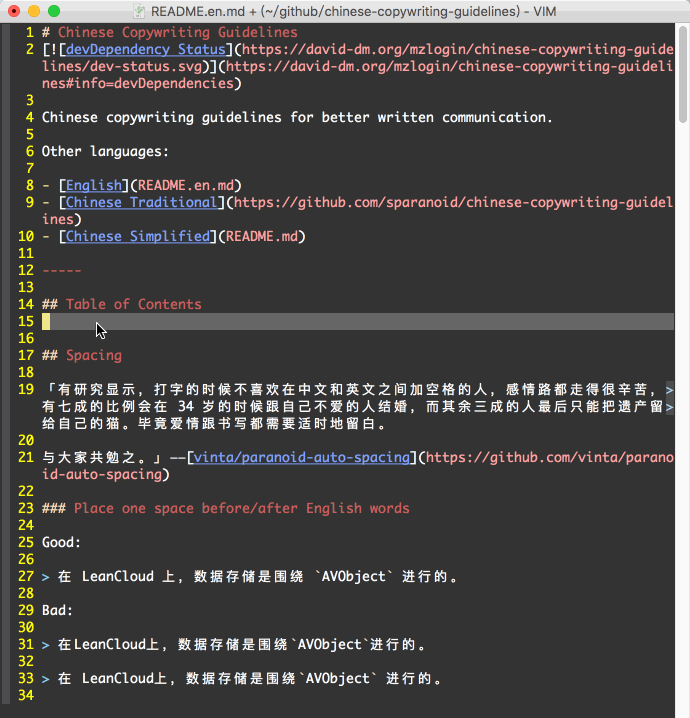 README.en.md + (~/github/chinese-copywriting-guidelines) - VIM
1 # Chinese Copywriting Guidelines
2 [![devDependency Status](https://david-dm.org/mzlogin/chinese-copywriting-guide
lines/dev-status.svg)](https://david-dm.org/mzlogin/chinese-copywriting-guideli
nes#info=devDependencies)
3
4 Chinese copywriting guidelines for better written communication.
5
6 Other languages:
7
8 - [English](README.en.md)
9 - [Chinese Traditional](https://github.com/sparanoid/chinese-copywriting-guidel
ines)
10 - [Chinese Simplified](README.md)
11
12 -----
13
14 ## Table of Contents
15
16
17 ## Spacing
18
19 「有研究显示，打字的时候不喜欢在中文和英文之间加空格的人，感情路都走得很辛苦，>
有七成的比例会在 34 岁的时候跟自己不爱的人结婚，而其余三成的人最后只能把遗产留>
给自己的猫。毕竟爱情跟书写都需要适时地留白。
20
21 与大家共勉之。」——[vinta/paranoid-auto-spacing](https://github.com/vinta/parano
id-auto-spacing)
22
23 ### Place one space before/after English words
24
25 Good:
26
27 > 在 LeanCloud 上，数据存储是围绕 `AVObject` 进行的。
28
29 Bad:
30
31 > 在LeanCloud上，数据存储是围绕`AVObject`进行的。
32
33 > 在 LeanCloud上，数据存储是围绕`AVObject` 进行的。
34